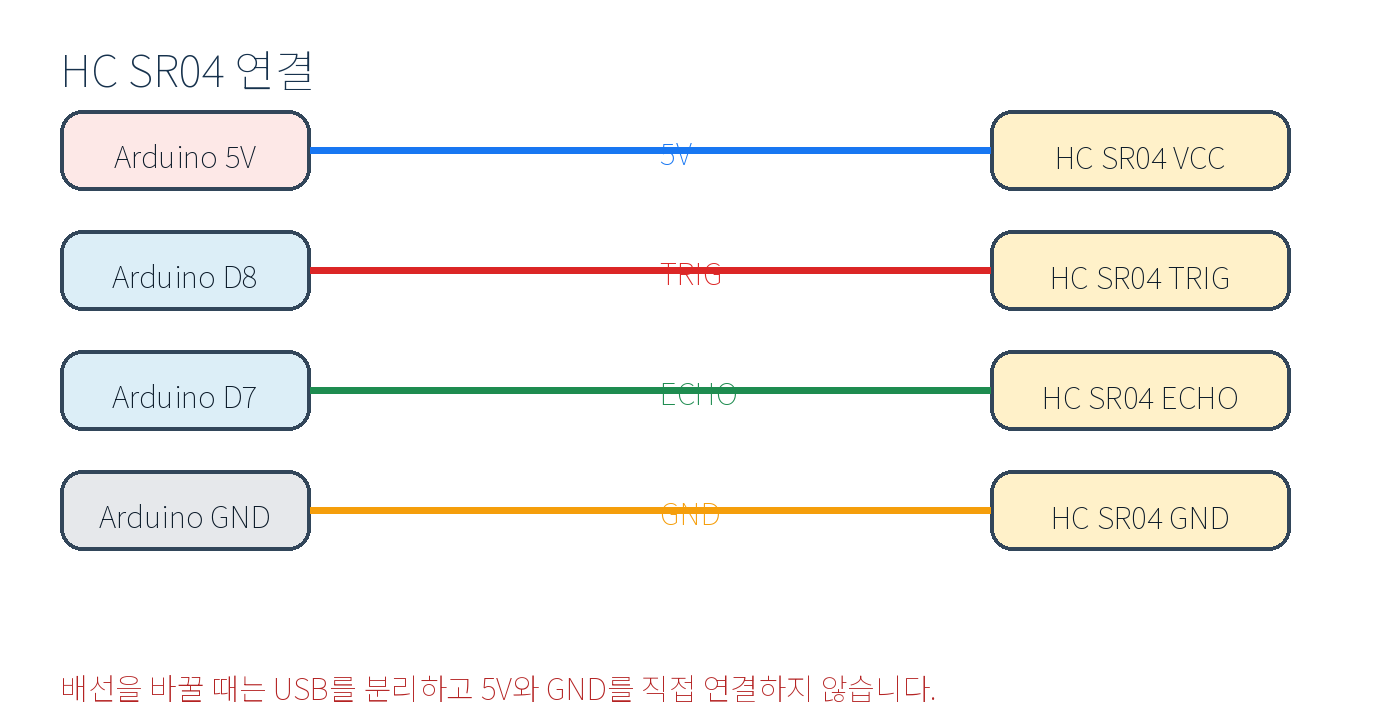 HC SR04 연결
Arduino 5V 5V HC SR04 VCC
Arduino D8 TRIG HC SR04 TRIG
Arduino D7 ECHO HC SR04 ECHO
Arduino GND GND HC SR04 GND
배선을 바꿀 때는 USB를 분리하고 5V와 GND를 직접 연결하지 않습니다.